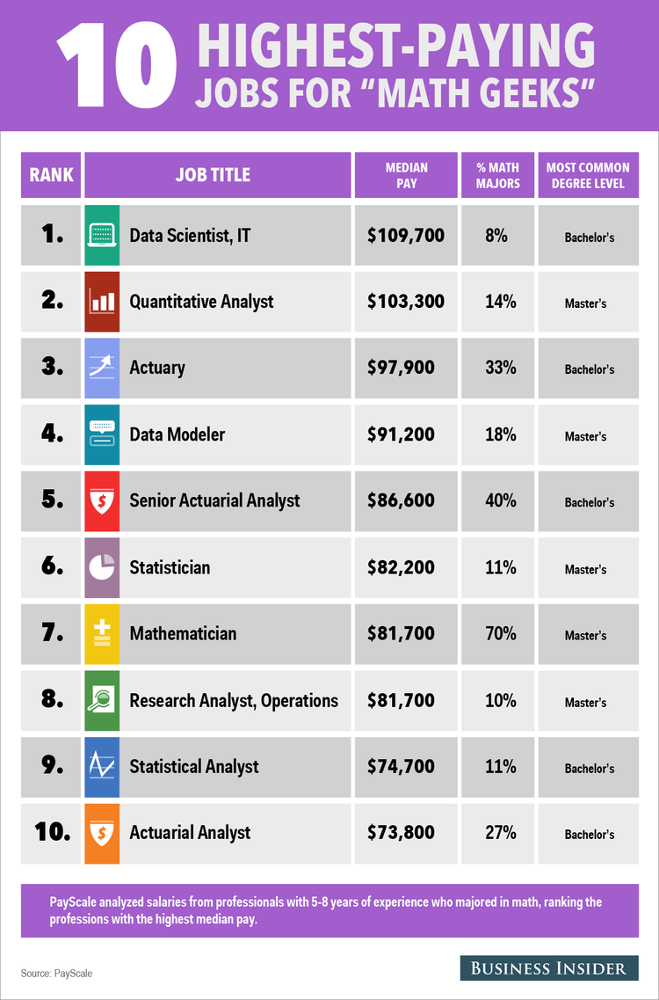 10 HIGHEST-PAYING
JOBS FOR “MATH GEEKS”
RANK JOB TITLE MEDIAN PAY % MATH MAJORS MOST COMMON DEGREE LEVEL
1. Data Scientist, IT $109,700 8% Bachelor's
2. Quantitative Analyst $103,300 14% Master's
3. Actuary $97,900 33% Bachelor's
4. Data Modeler $91,200 18% Master's
5. $ Senior Actuarial Analyst $86,600 40% Bachelor's
6. Statistician $82,200 11% Master's
7. Mathematician $81,700 70% Master's
8. Research Analyst, Operations $81,700 10% Master's
9. Statistical Analyst $74,700 11% Bachelor's
10. $ Actuarial Analyst $73,800 27% Bachelor's
PayScale analyzed salaries from professionals with 5-8 years of experience who majored in math, ranking the
professions with the highest median pay.
Source: PayScale
BUSINESS INSIDER